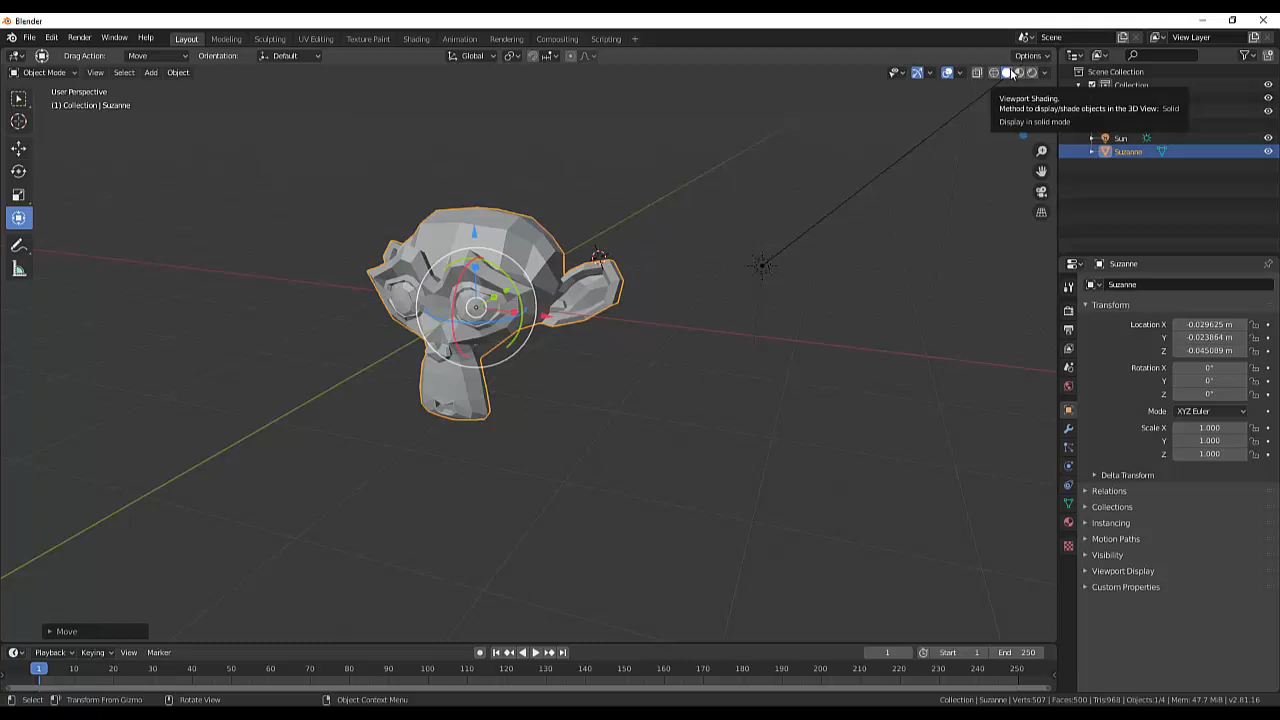 Blender
File Edit Render Window Help
Layout Modeling Sculpting UV Editing Texture Paint Shading Animation Rendering Compositing Scripting +
Scene
View Layer
Drag Action: Move Orientation: Default
Global
Options
Object Mode View Select Add Object
Scene Collection
Collection
User Perspective
(1) Collection | Suzanne
Viewport Shading.
Method to display/shade objects in the 3D View: Solid
Display in solid mode
Sun
Suzanne
Suzanne
Suzanne
Transform
Location X -0.029625 m
Y -0.023864 m
Z -0.045089 m
Rotation X 0°
Y 0°
Z 0°
Mode XYZ Euler
Scale X 1.000
Y 1.000
Z 1.000
Delta Transform
Relations
Collections
Instancing
Motion Paths
Visibility
Viewport Display
Custom Properties
Move
Playback Keying View Marker
1
Start 1
End 250
1 10 20 30 40 50 60 70 80 90 100 110 120 130 140 150 160 170 180 190 200 210 220 230 240 250
Select Transform From Gizmo Rotate View Object Context Menu
Collection | Suzanne | Verts:507 | Faces:500 | Tris:968 | Objects:1/4 | Mem: 47.7 MiB | v2.81.16